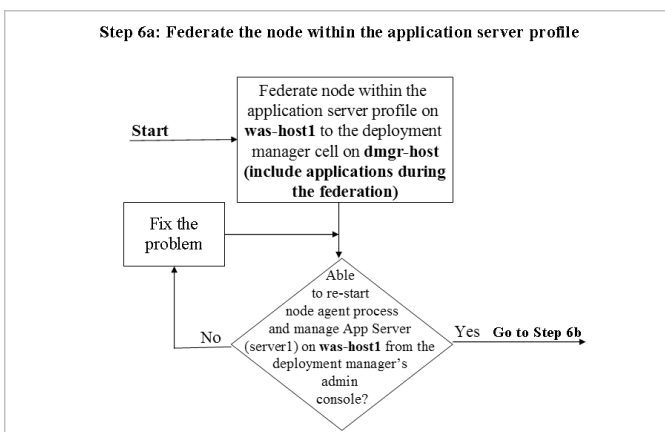 Step 6a: Federate the node within the application server profile
Start
Federate node within the
application server profile on
was-host1 to the deployment
manager cell on dmgr-host
(include applications during
the federation)
Fix the
problem
Able
to re-start
node agent process
and manage App Server
(server1) on was-host1 from the
deployment manager's
admin
console?
No
Yes Go to Step 6b